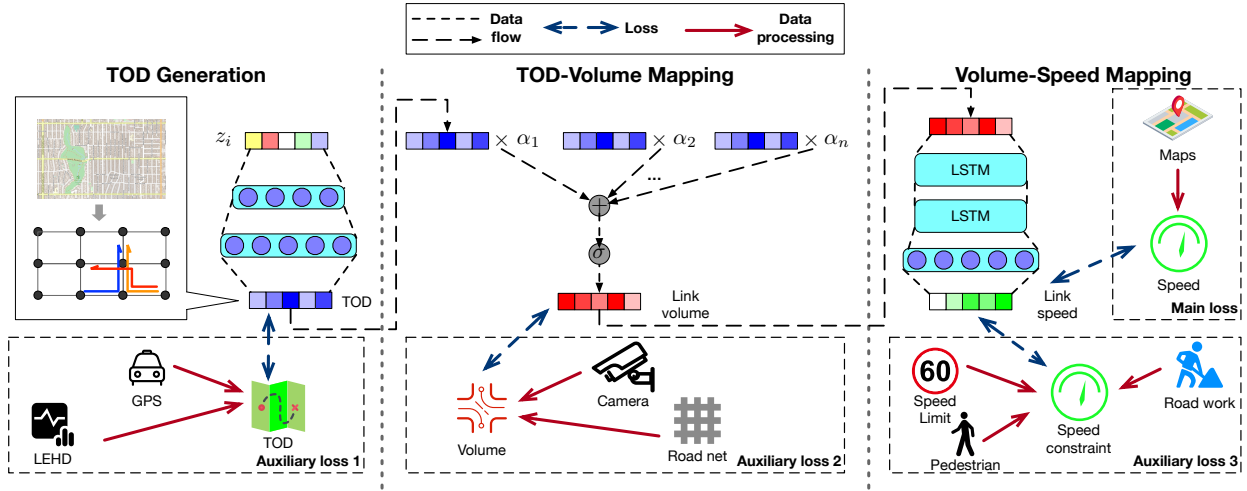 Data
flow
Loss
Data
processing
TOD Generation
TOD-Volume Mapping
Volume-Speed Mapping
z_i
× α_1
× α_2
× α_n
...
+
σ
TOD
Link
volume
LSTM
LSTM
Link
speed
Maps
Speed
Main loss
GPS
LEHD
TOD
Auxiliary loss 1
Camera
Volume
Road net
Auxiliary loss 2
60
Speed
Limit
Pedestrian
Speed
constraint
Road work
Auxiliary loss 3